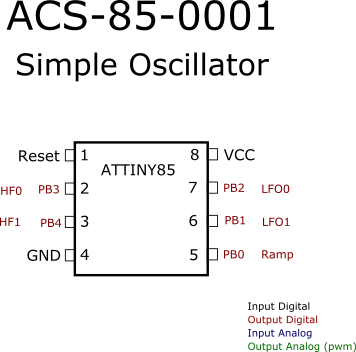 ACS-85-0001
Simple Oscillator
Reset 1 8 VCC
ATTINY85
HF0 PB3 2 7 PB2 LFO0
HF1 PB4 3 6 PB1 LFO1
GND 4 5 PB0 Ramp
Input Digital
Output Digital
Input Analog
Output Analog (pwm)